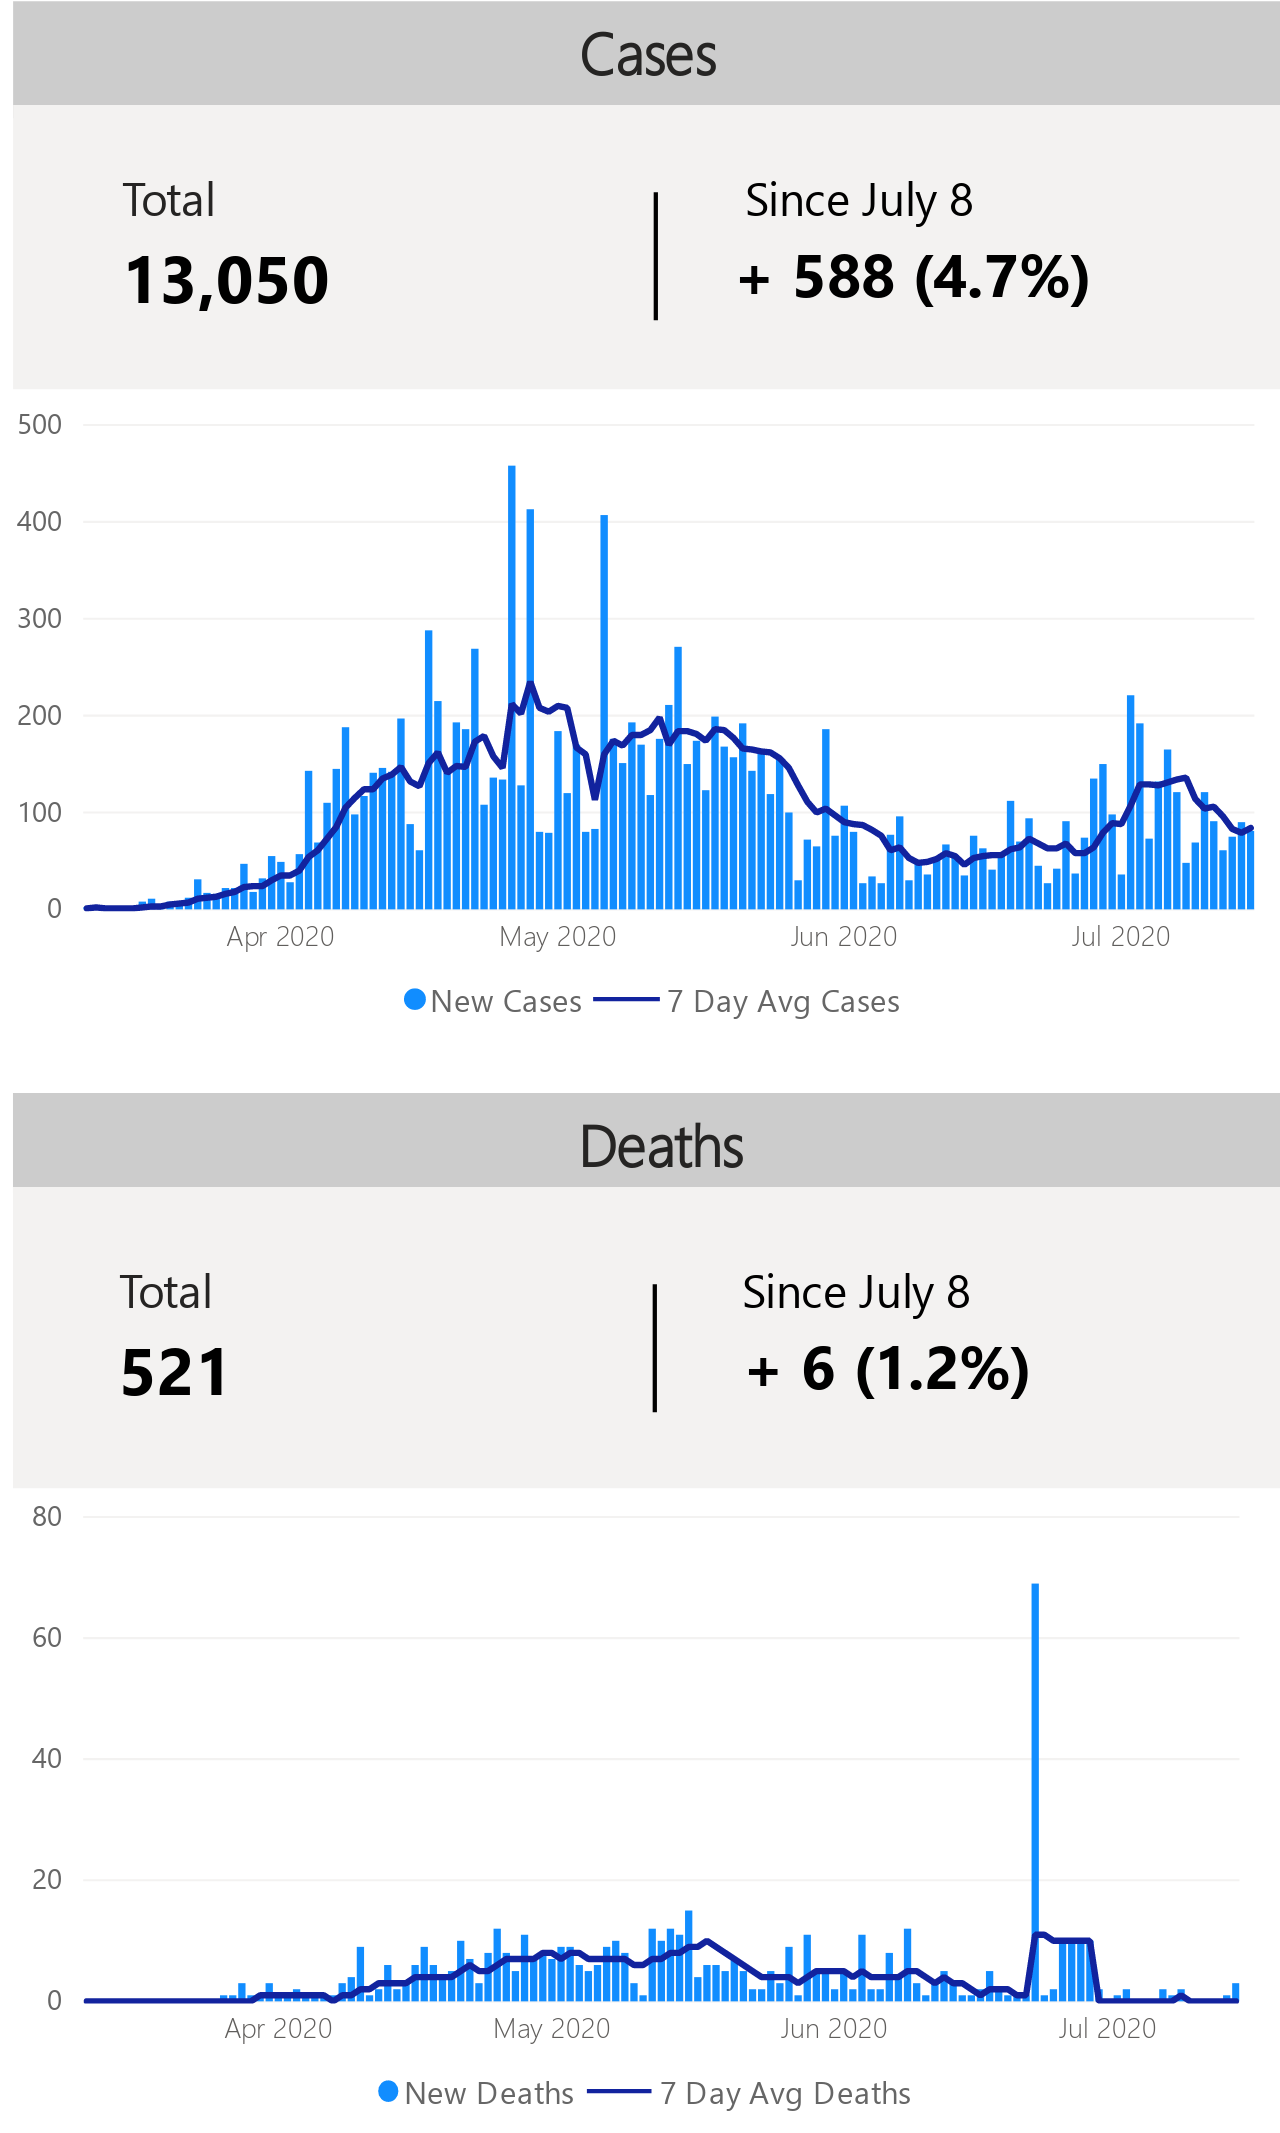 Cases
Total
Since July 8
13,050
+ 588 (4.7%)
500
400
300
200
100
0
Apr 2020
May 2020
Jun 2020
Jul 2020
New Cases
7 Day Avg Cases
Deaths
Total
Since July 8
521
+ 6 (1.2%)
80
60
40
20
0
Apr 2020
May 2020
Jun 2020
Jul 2020
New Deaths
7 Day Avg Deaths